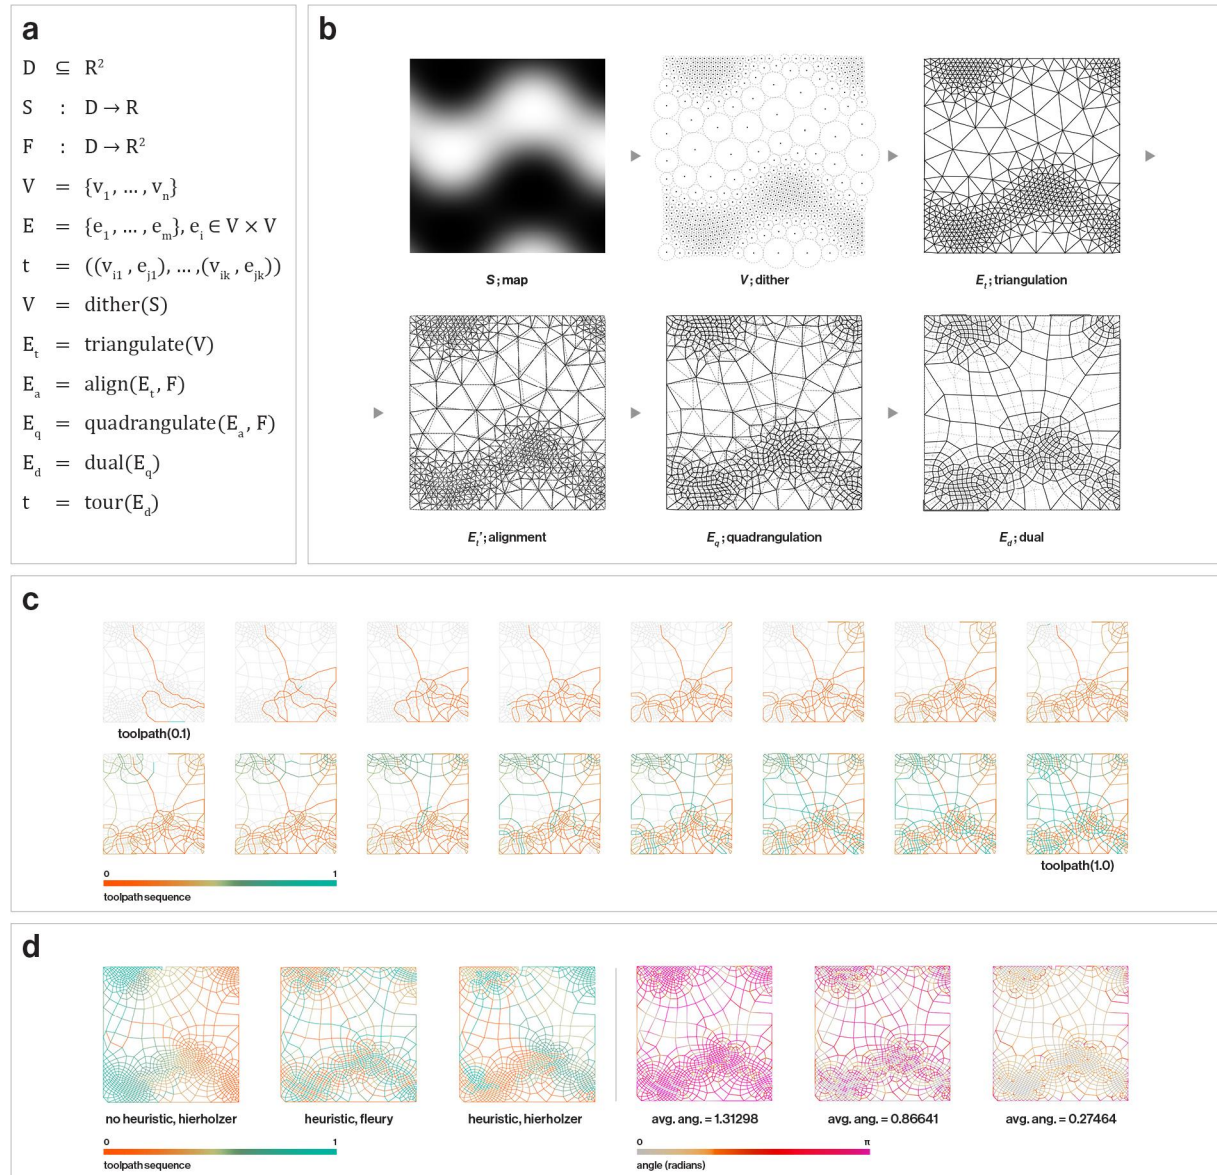 a
D ⊆ R²
S : D → R
F : D → R²
V = {v₁, … , vₙ}
E = {e₁, … , eₘ}, eᵢ ∈ V × V
t = ((vᵢ₁ , eⱼ₁), … ,(vᵢₖ , eⱼₖ))
V = dither(S)
Eₜ = triangulate(V)
Eₐ = align(Eₜ, F)
E_q = quadrangulate(Eₐ, F)
E_d = dual(E_q)
t = tour(E_d)
b
S ; map
V ; dither
Eₜ ; triangulation
Eₜ' ; alignment
E_q ; quadrangulation
E_d ; dual
c
toolpath(0.1)
toolpath(1.0)
0 1
toolpath sequence
d
no heuristic, hierholzer
heuristic, fleury
heuristic, hierholzer
avg. ang. = 1.31298
avg. ang. = 0.86641
avg. ang. = 0.27464
0 1
toolpath sequence
0 π
angle (radians)